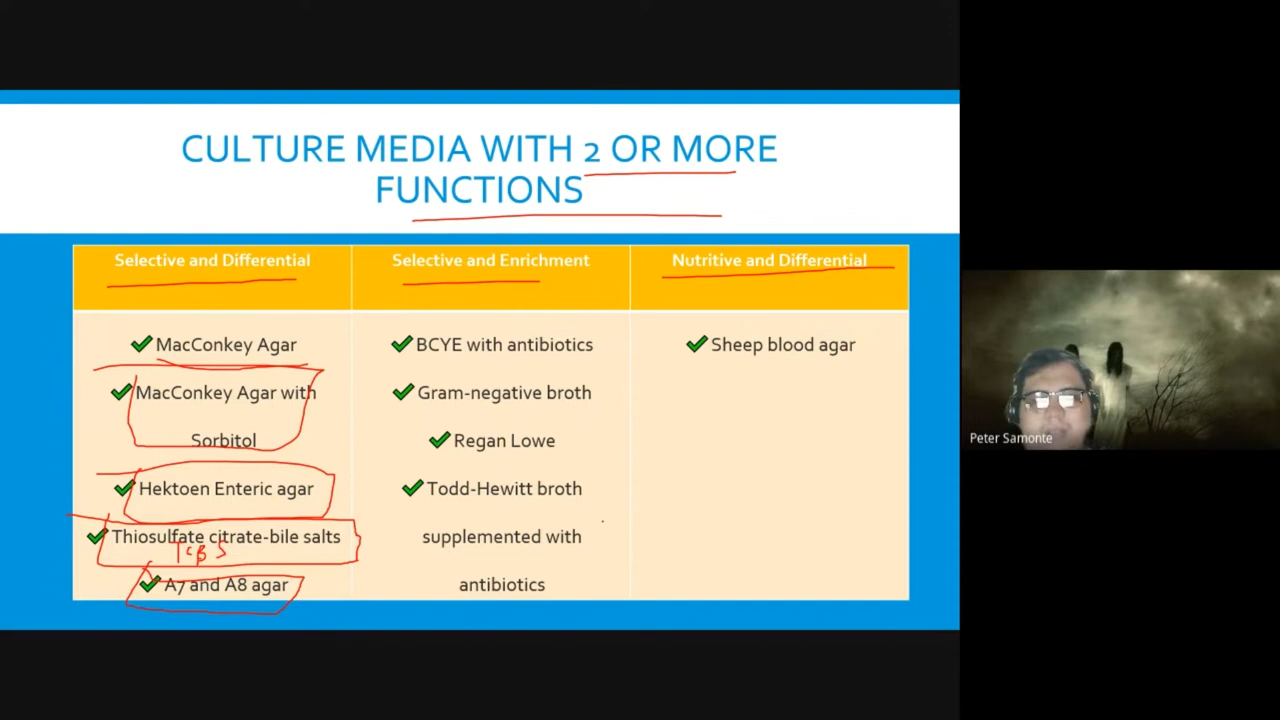 CULTURE MEDIA WITH 2 OR MORE
FUNCTIONS
Selective and Differential
Selective and Enrichment
Nutritive and Differential
MacConkey Agar
MacConkey Agar with
Sorbitol
Hektoen Enteric agar
Thiosulfate citrate-bile salts
TCBS
A7 and A8 agar
BCYE with antibiotics
Gram-negative broth
Regan Lowe
Todd-Hewitt broth
supplemented with
antibiotics
Sheep blood agar
Peter Samonte